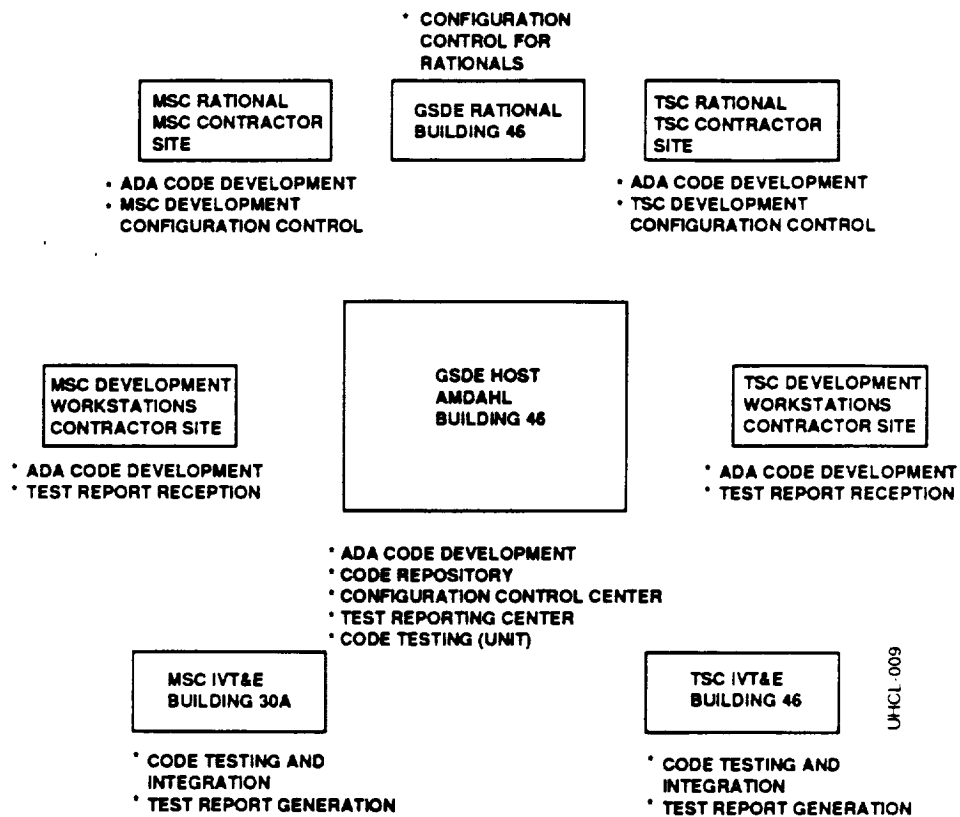 * CONFIGURATION
CONTROL FOR
RATIONALS
MSC RATIONAL
MSC CONTRACTOR
SITE
GSDE RATIONAL
BUILDING 46
TSC RATIONAL
TSC CONTRACTOR
SITE
• ADA CODE DEVELOPMENT
• MSC DEVELOPMENT
CONFIGURATION CONTROL
• ADA CODE DEVELOPMENT
• TSC DEVELOPMENT
CONFIGURATION CONTROL
MSC DEVELOPMENT
WORKSTATIONS
CONTRACTOR SITE
GSDE HOST
AMDAHL
BUILDING 46
TSC DEVELOPMENT
WORKSTATIONS
CONTRACTOR SITE
* ADA CODE DEVELOPMENT
* TEST REPORT RECEPTION
* ADA CODE DEVELOPMENT
* TEST REPORT RECEPTION
* ADA CODE DEVELOPMENT
* CODE REPOSITORY
* CONFIGURATION CONTROL CENTER
* TEST REPORTING CENTER
* CODE TESTING (UNIT)
MSC IVT&E
BUILDING 30A
TSC IVT&E
BUILDING 46
UHCL-009
* CODE TESTING AND
INTEGRATION
* TEST REPORT GENERATION
* CODE TESTING AND
INTEGRATION
* TEST REPORT GENERATION